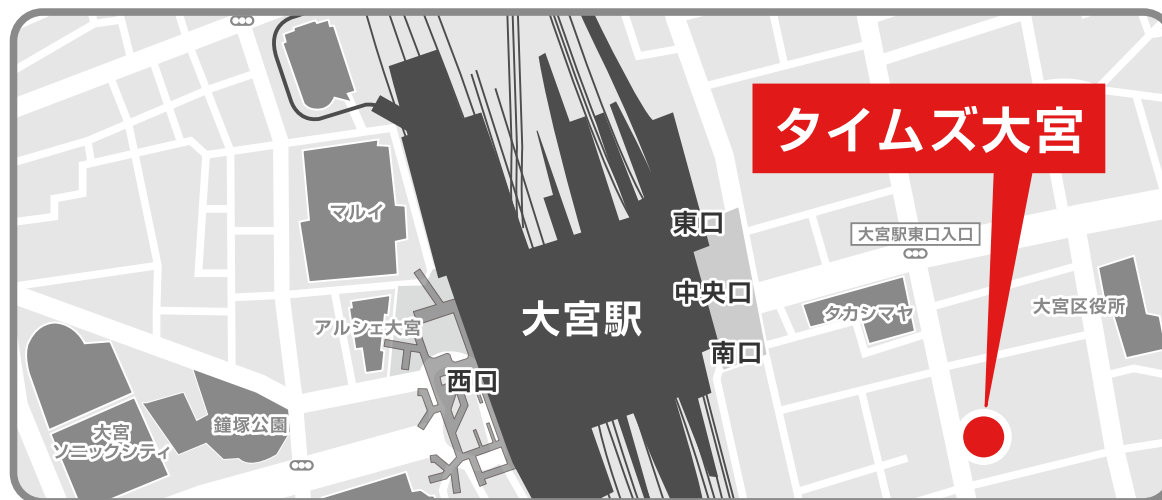 タイムズ大宮
マルイ
東口
大宮駅東口入口
中央口
大宮駅
タカシマヤ
大宮区役所
アルシェ大宮
南口
西口
鐘塚公園
大宮
ソニックシティ